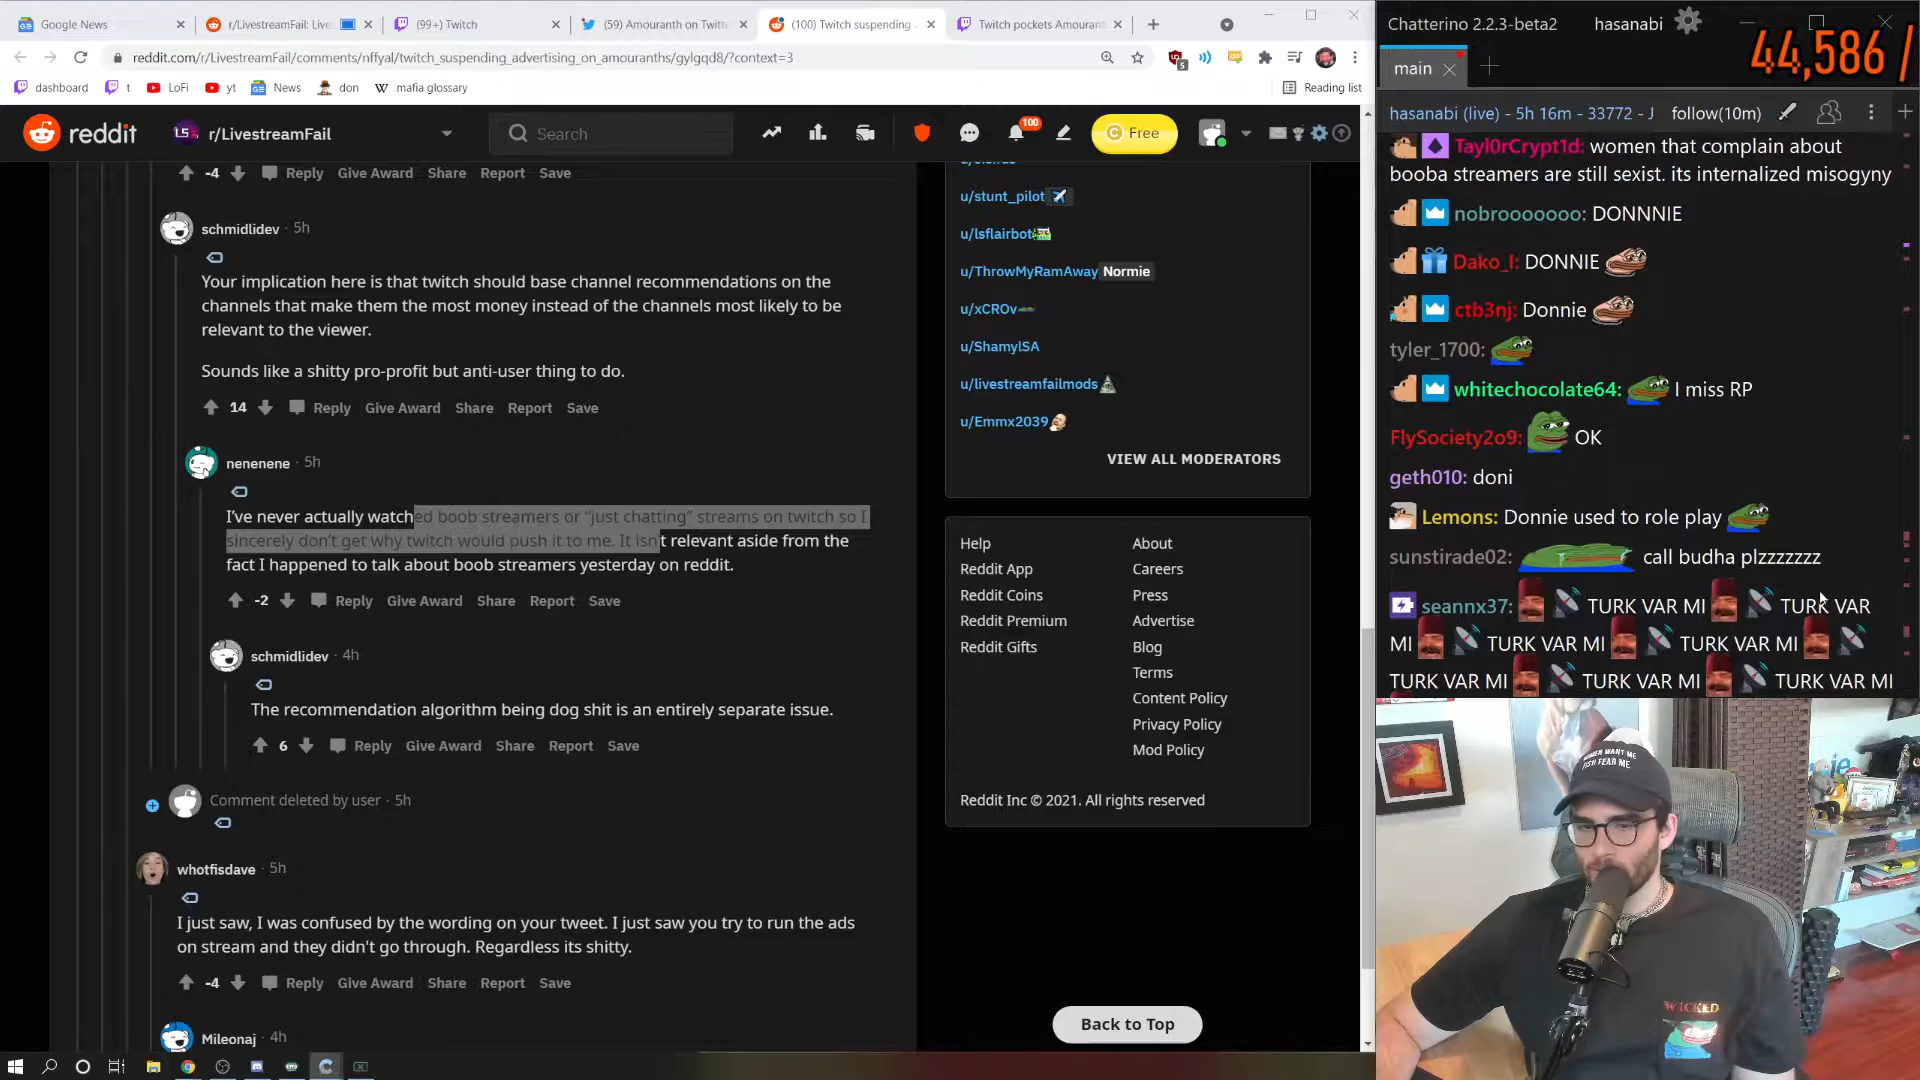 Google News
r/LivestreamFail: Live
(99+) Twitch
(59) Amouranth on Twitte
(100) Twitch suspending
Twitch pockets Amourant
reddit.com/r/LivestreamFail/comments/nffyal/twitch_suspending_advertising_on_amouranths/gylgqd8/?context=3
dashboard
t
LoFi
yt
News
don
mafia glossary
Reading list
reddit
r/LivestreamFail
Search
100
Free
-4
Reply Give Award Share Report Save
schmidlidev · 5h
Your implication here is that twitch should base channel recommendations on the
channels that make them the most money instead of the channels most likely to be
relevant to the viewer.
Sounds like a shitty pro-profit but anti-user thing to do.
14
Reply Give Award Share Report Save
nenenene · 5h
I've never actually watched boob streamers or “just chatting” streams on twitch so I
sincerely don't get why twitch would push it to me. It isn't relevant aside from the
fact I happened to talk about boob streamers yesterday on reddit.
-2
Reply Give Award Share Report Save
schmidlidev · 4h
The recommendation algorithm being dog shit is an entirely separate issue.
6
Reply Give Award Share Report Save
Comment deleted by user · 5h
whotfisdave · 5h
I just saw, I was confused by the wording on your tweet. I just saw you try to run the ads
on stream and they didn't go through. Regardless its shitty.
-4
Reply Give Award Share Report Save
Mileonaj · 4h
u/stunt_pilot
u/lsflairbot
u/ThrowMyRamAway Normie
u/xCROv
u/ShamylSA
u/livestreamfailmods
u/Emmx2039
VIEW ALL MODERATORS
Help
Reddit App
Reddit Coins
Reddit Premium
Reddit Gifts
About
Careers
Press
Advertise
Blog
Terms
Content Policy
Privacy Policy
Mod Policy
Reddit Inc © 2021. All rights reserved
Back to Top
Chatterino 2.2.3-beta2
hasanabi
44,586 /
main
hasanabi (live) - 5h 16m - 33772 - J
follow(10m)
Tayl0rCrypt1d: women that complain about
booba streamers are still sexist. its internalized misogyny
nobrooooooo: DONNNIE
Dako_l: DONNIE
ctb3nj: Donnie
tyler_1700:
whitechocolate64: I miss RP
FlySociety2o9: OK
geth010: doni
Lemons: Donnie used to role play
sunstirade02: call budha plzzzzzzz
seannx37: TURK VAR MI TURK VAR
MI TURK VAR MI TURK VAR MI
TURK VAR MI TURK VAR MI TURK VAR MI
WOMEN WANT ME
FISH FEAR ME
WICKED